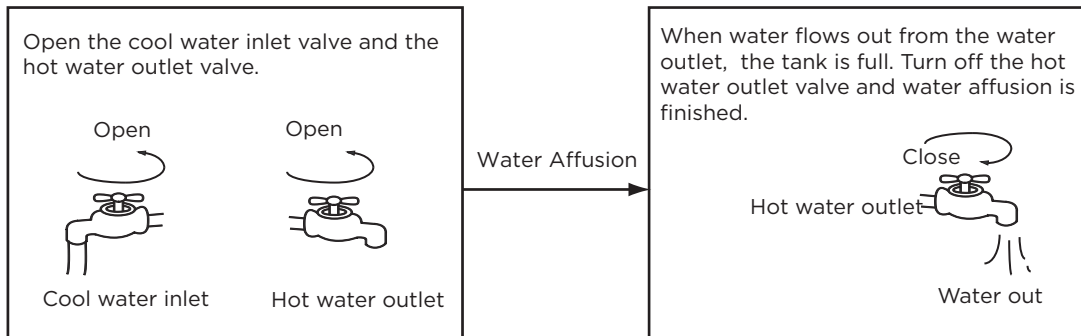 Open the cool water inlet valve and the
hot water outlet valve.
Open
Open
Cool water inlet
Hot water outlet
Water Affusion
When water flows out from the water
outlet, the tank is full. Turn off the hot
water outlet valve and water affusion is
finished.
Close
Hot water outlet
Water out